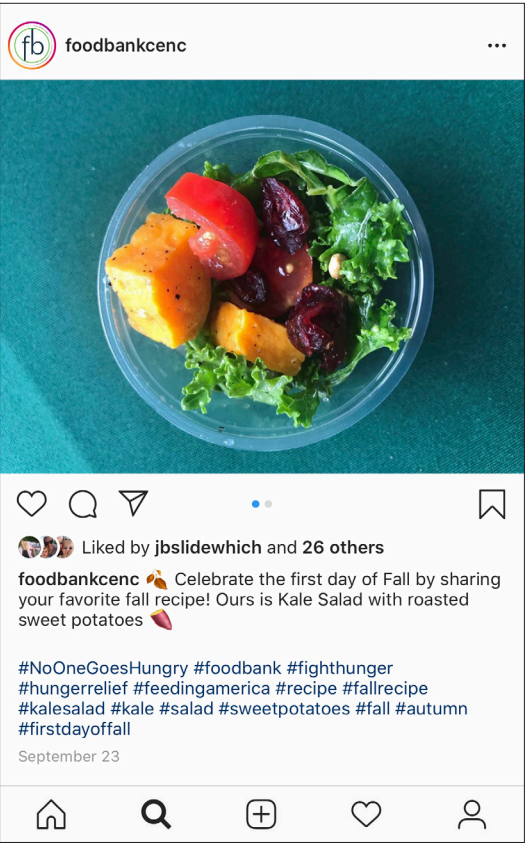 fb
foodbankcenc
Liked by jbslidewhich and 26 others
foodbankcenc 🍂 Celebrate the first day of Fall by sharing
your favorite fall recipe! Ours is Kale Salad with roasted
sweet potatoes 🍠
#NoOneGoesHungry #foodbank #fighthunger
#hungerrelief #feedingamerica #recipe #fallrecipe
#kalesalad #kale #salad #sweetpotatoes #fall #autumn
#firstdayoffall
September 23